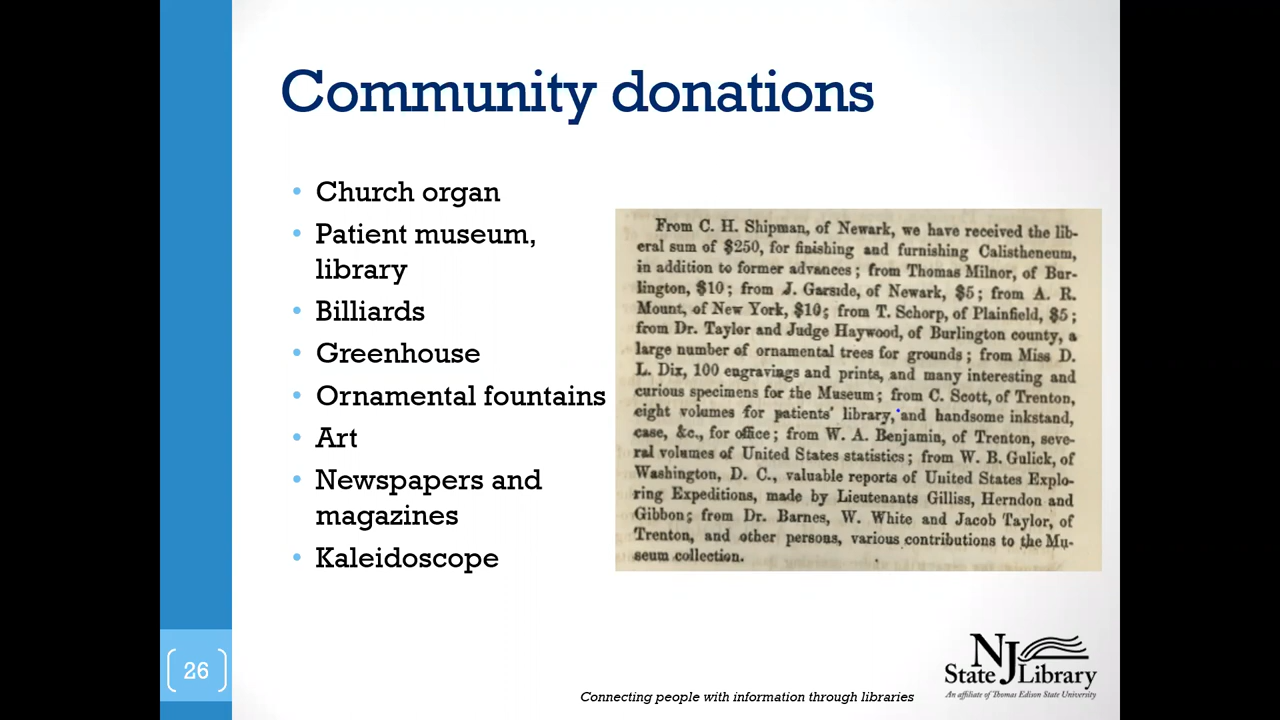 Community donations
• Church organ
• Patient museum,
library
• Billiards
• Greenhouse
• Ornamental fountains
• Art
• Newspapers and
magazines
• Kaleidoscope
From C. H. Shipman, of Newark, we have received the lib-
eral sum of $250, for finishing and furnishing Calistheneum,
in addition to former advances; from Thomas Milnor, of Bur-
lington, $10; from J. Garside, of Newark, $5; from A. R.
Mount, of New York, $10; from T. Schorp, of Plainfield, $5;
from Dr. Taylor and Judge Haywood, of Burlington county, a
large number of ornamental trees for grounds; from Miss D.
L. Dix, 100 engravings and prints, and many interesting and
curious specimens for the Museum; from C. Scott, of Trenton,
eight volumes for patients' library, and handsome inkstand,
case, &c., for office; from W. A. Benjamin, of Trenton, seve-
ral volumes of United States statistics; from W. B. Gulick, of
Washington, D. C., valuable reports of United States Explo-
ring Expeditions, made by Lieutenants Gilliss, Herndon and
Gibbon; from Dr. Barnes, W. White and Jacob Taylor, of
Trenton, and other persons, various contributions to the Mu-
seum collection.
26
Connecting people with information through libraries
NJ
State Library
An affiliate of Thomas Edison State University